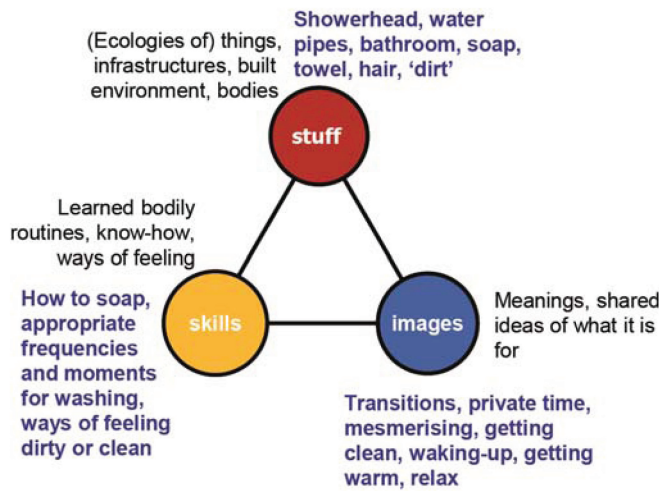 (Ecologies of) things,
infrastructures, built
environment, bodies
Showerhead, water
pipes, bathroom, soap,
towel, hair, ‘dirt’
stuff
Learned bodily
routines, know-how,
ways of feeling
How to soap,
appropriate
frequencies
and moments
for washing,
ways of feeling
dirty or clean
skills
images
Meanings, shared
ideas of what it is
for
Transitions, private time,
mesmerising, getting
clean, waking-up, getting
warm, relax